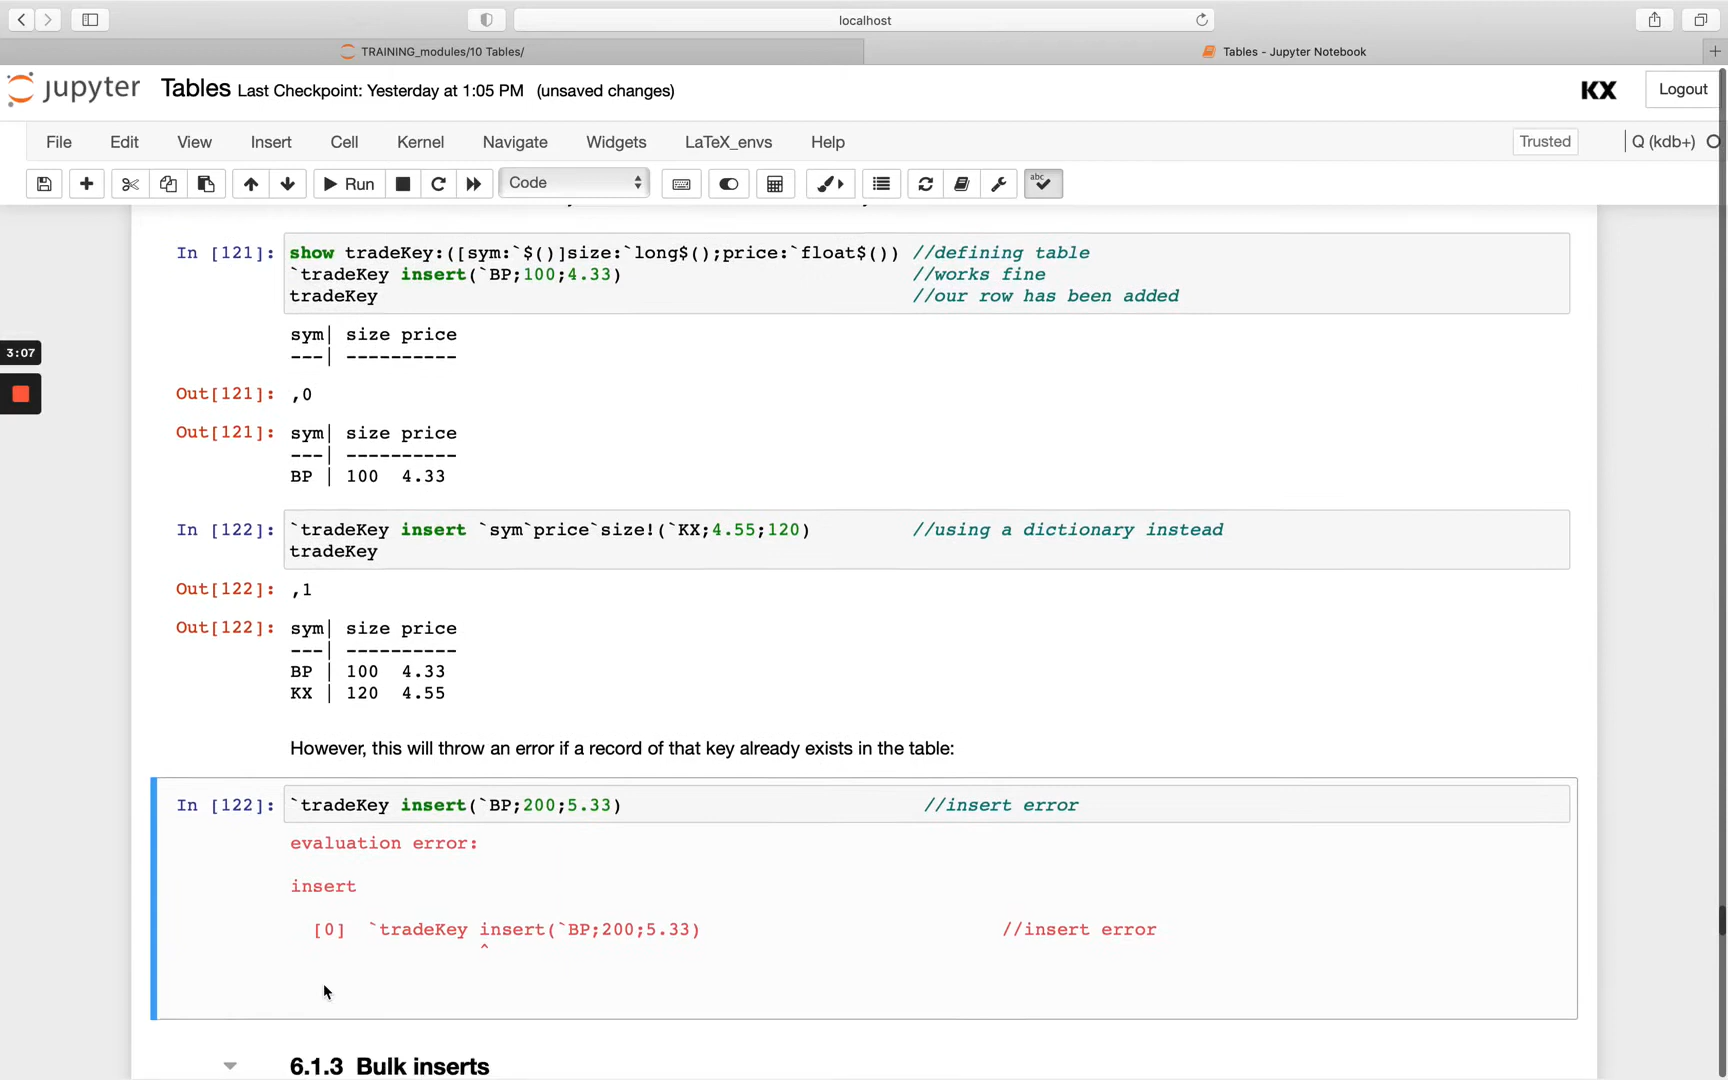 localhost
TRAINING_modules/10 Tables/
Tables - Jupyter Notebook
jupyter Tables Last Checkpoint: Yesterday at 1:05 PM (unsaved changes)
KX
Logout
File Edit View Insert Cell Kernel Navigate Widgets LaTeX_envs Help
Trusted
Q (kdb+)
Run
Code
abc
In [121]: show tradeKey:([sym:`$()]size:`long$();price:`float$()) //defining table
`tradeKey insert(`BP;100;4.33) //works fine
tradeKey //our row has been added
sym| size price
---| ----------
3:07
Out[121]: ,0
Out[121]: sym| size price
---| ----------
BP | 100 4.33
In [122]: `tradeKey insert `sym`price`size!(`KX;4.55;120) //using a dictionary instead
tradeKey
Out[122]: ,1
Out[122]: sym| size price
---| ----------
BP | 100 4.33
KX | 120 4.55
However, this will throw an error if a record of that key already exists in the table:
In [122]: `tradeKey insert(`BP;200;5.33) //insert error
evaluation error:
insert
[0] `tradeKey insert(`BP;200;5.33) //insert error
^
6.1.3 Bulk inserts